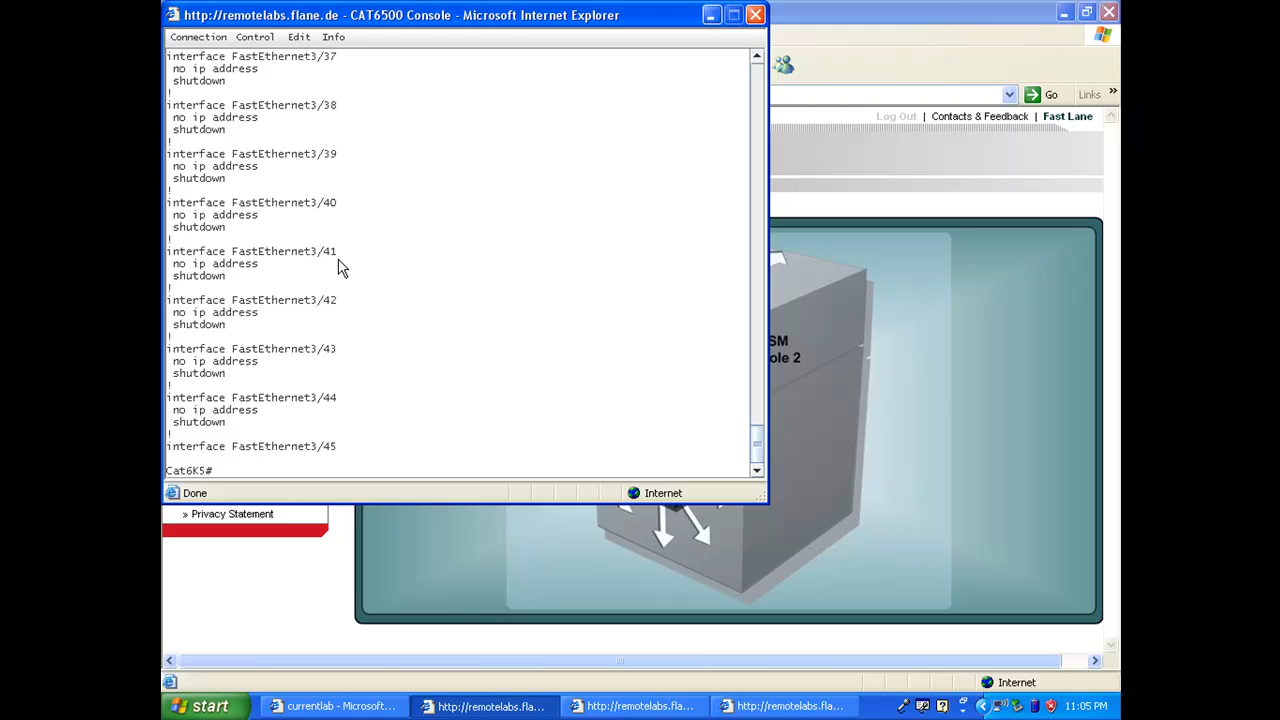 http://remotelabs.flane.de - CAT6500 Console - Microsoft Internet Explorer
Connection Control Edit Info
Go Links »
Log Out | Contacts & Feedback | Fast Lane
interface FastEthernet3/37
no ip address
shutdown
!
interface FastEthernet3/38
no ip address
shutdown
!
interface FastEthernet3/39
no ip address
shutdown
!
interface FastEthernet3/40
no ip address
shutdown
!
interface FastEthernet3/41
no ip address
shutdown
!
interface FastEthernet3/42
no ip address
shutdown
!
interface FastEthernet3/43
no ip address
shutdown
!
interface FastEthernet3/44
no ip address
shutdown
!
interface FastEthernet3/45
Cat6K5#
SM
ole 2
Done Internet
» Privacy Statement
Internet
start currentlab - Microsoft... http://remotelabs.fla... http://remotelabs.fla... http://remotelabs.fla... 11:05 PM